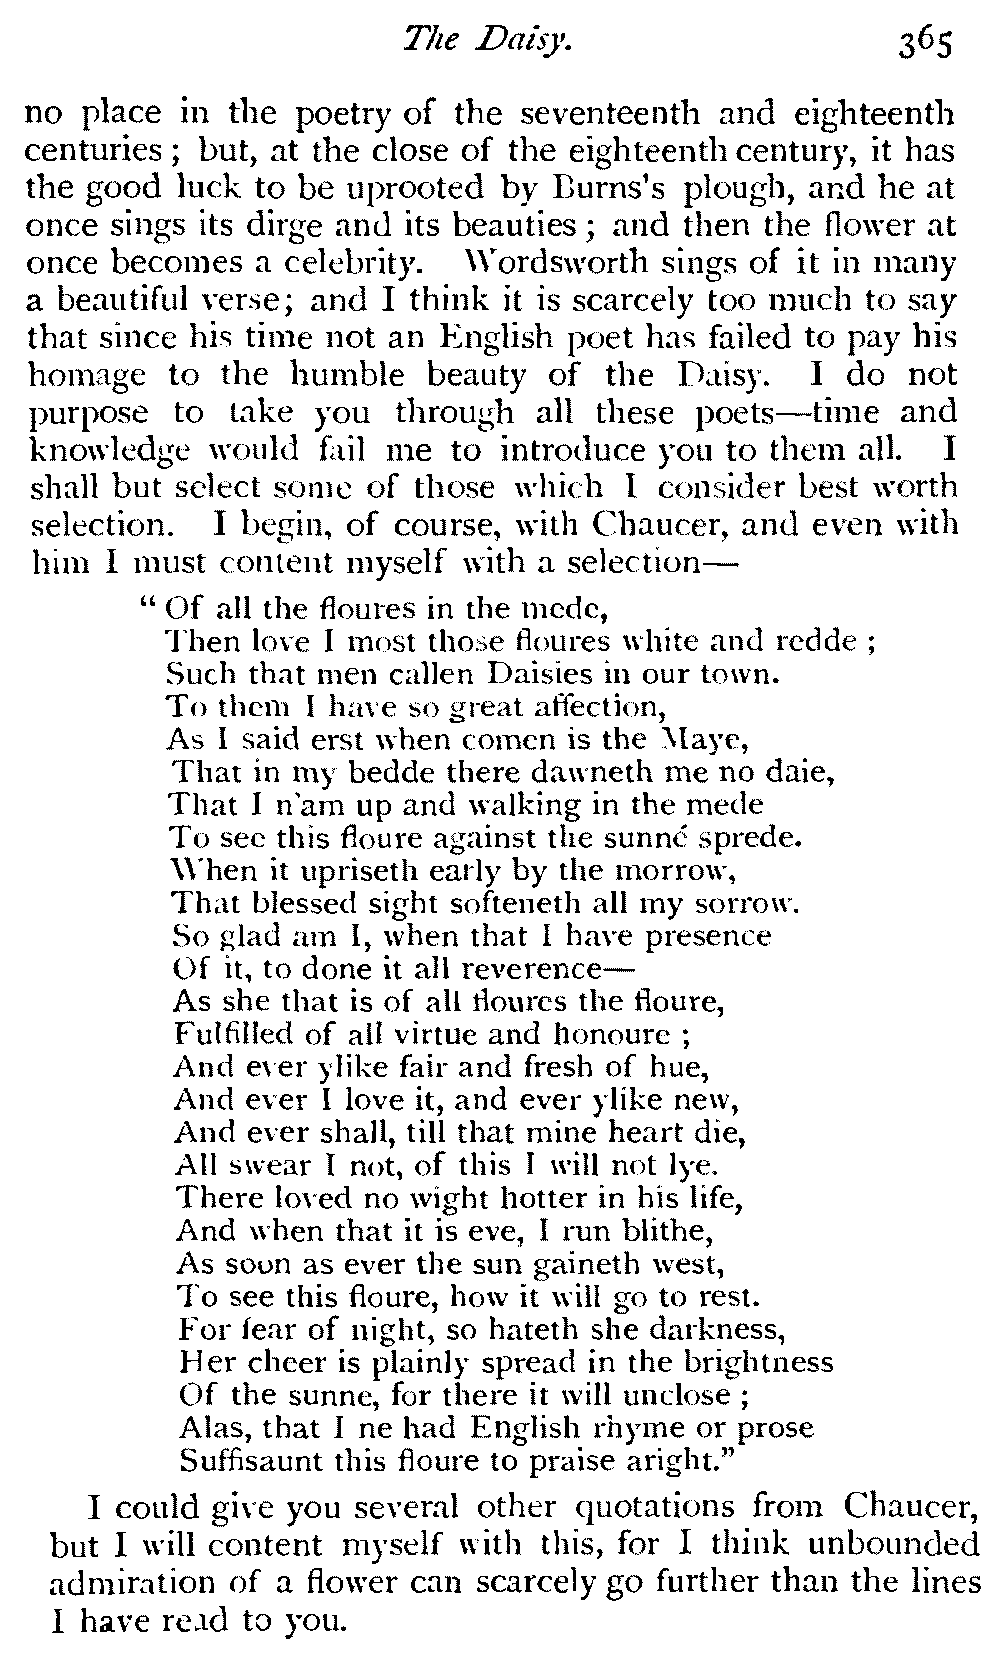 The Daisy. 365
no place in the poetry of the seventeenth and eighteenth
centuries; but, at the close of the eighteenth century, it has
the good luck to be uprooted by Burns's plough, and he at
once sings its dirge and its beauties; and then the flower at
once becomes a celebrity. Wordsworth sings of it in many
a beautiful verse; and I think it is scarcely too much to say
that since his time not an English poet has failed to pay his
homage to the humble beauty of the Daisy. I do not
purpose to take you through all these poets—time and
knowledge would fail me to introduce you to them all. I
shall but select some of those which I consider best worth
selection. I begin, of course, with Chaucer, and even with
him I must content myself with a selection—
“Of all the floures in the mede,
Then love I most those floures white and redde;
Such that men callen Daisies in our town.
To them I have so great affection,
As I said erst when comen is the Maye,
That in my bedde there dawneth me no daie,
That I n'am up and walking in the mede
To see this floure against the sunné sprede.
When it upriseth early by the morrow,
That blessed sight softeneth all my sorrow.
So glad am I, when that I have presence
Of it, to done it all reverence—
As she that is of all floures the floure,
Fulfilled of all virtue and honoure;
And ever ylike fair and fresh of hue,
And ever I love it, and ever ylike new,
And ever shall, till that mine heart die,
All swear I not, of this I will not lye.
There loved no wight hotter in his life,
And when that it is eve, I run blithe,
As soon as ever the sun gaineth west,
To see this floure, how it will go to rest.
For fear of night, so hateth she darkness,
Her cheer is plainly spread in the brightness
Of the sunne, for there it will unclose;
Alas, that I ne had English rhyme or prose
Suffisaunt this floure to praise aright.”
I could give you several other quotations from Chaucer,
but I will content myself with this, for I think unbounded
admiration of a flower can scarcely go further than the lines
I have read to you.